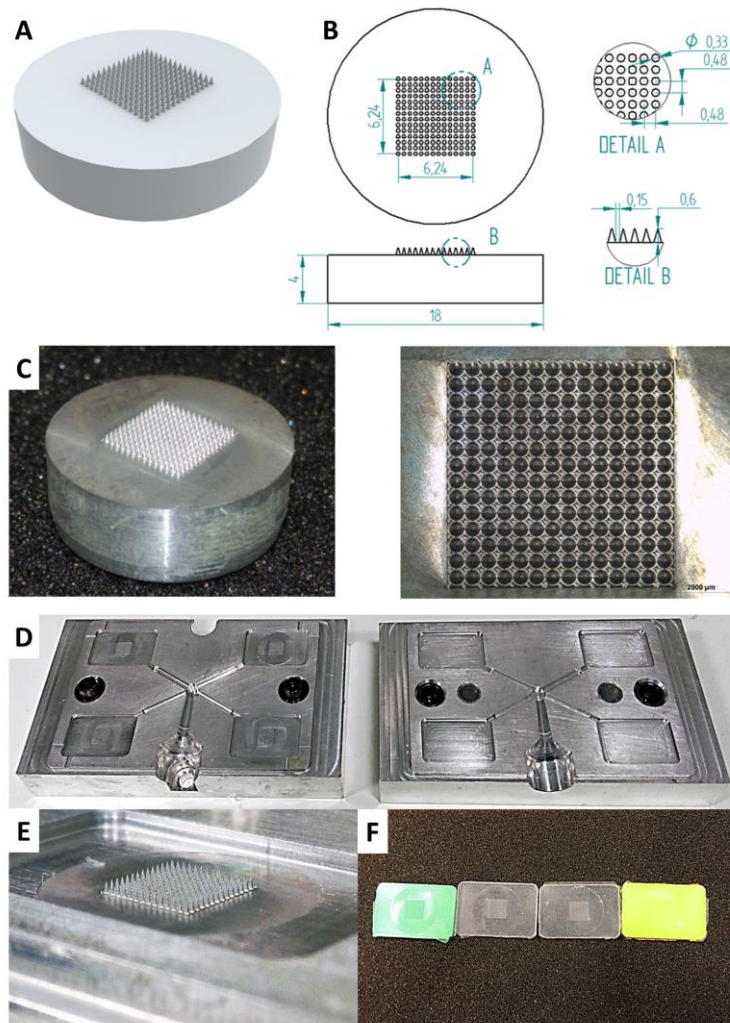 A
B
A
6,24
6,24
B
4
18
ϕ 0,33
0,48
0,48
DETAIL A
0,15
0,6
DETAIL B
C
2000 µm
D
E
F